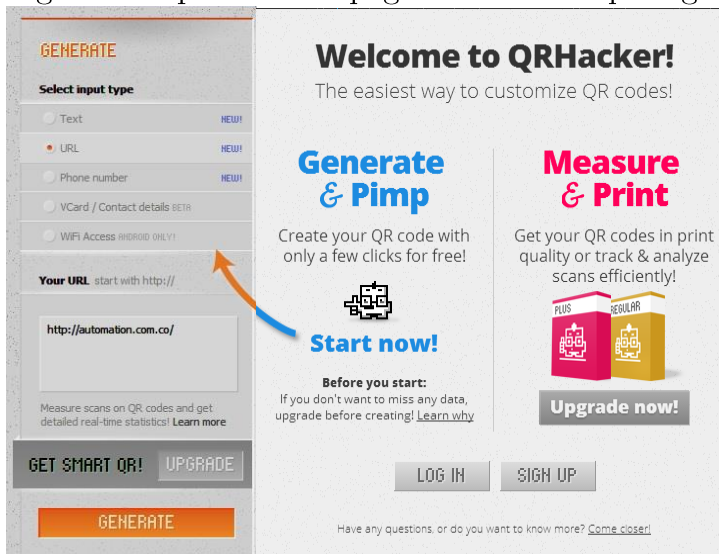 GENERATE
Select input type
Text NEW!
URL NEW!
Phone number NEW!
VCard / Contact details BETA
WiFi Access ANDROID ONLY!
Your URL start with http://
http://automation.com.co/
Measure scans on QR codes and get
detailed real-time statistics! Learn more
GET SMART QR! UPGRADE
GENERATE
Welcome to QRHacker!
The easiest way to customize QR codes!
Generate
& Pimp
Create your QR code with
only a few clicks for free!
Start now!
Before you start:
If you don't want to miss any data,
upgrade before creating! Learn why
Measure
& Print
Get your QR codes in print
quality or track & analyze
scans efficiently!
PLUS
REGULAR
Upgrade now!
LOG IN
SIGN UP
Have any questions, or do you want to know more? Come closer!